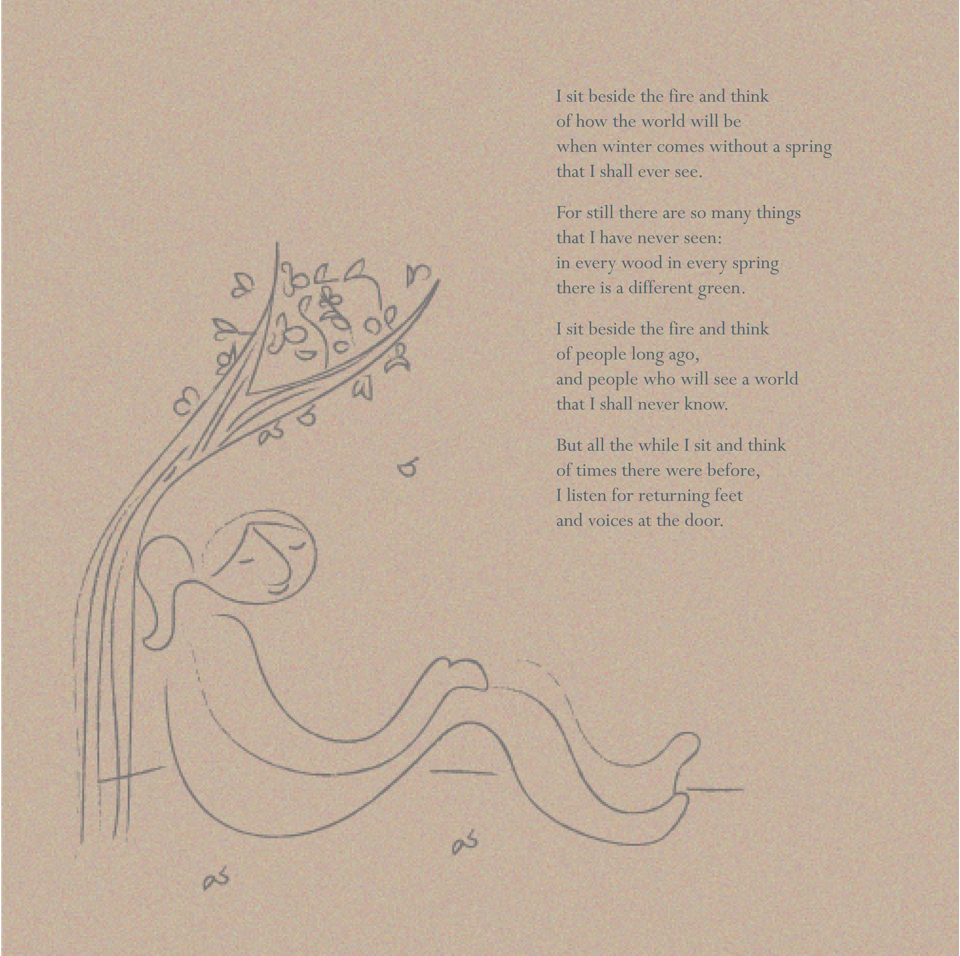 I sit beside the fire and think
of how the world will be
when winter comes without a spring
that I shall ever see.
For still there are so many things
that I have never seen:
in every wood in every spring
there is a different green.
I sit beside the fire and think
of people long ago,
and people who will see a world
that I shall never know.
But all the while I sit and think
of times there were before,
I listen for returning feet
and voices at the door.